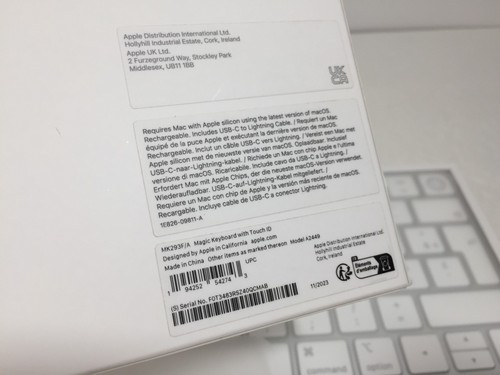 Apple Distribution International Ltd.
Hollyhill Industrial Estate, Cork, Ireland
Apple UK Ltd.
2 Furzeground Way, Stockley Park
Middlesex, UB11 1BB
UK
CA
Requires Mac with Apple silicon using the latest version of macOS.
Rechargeable. Includes USB-C to Lightning Cable. / Requiert un Mac
équipé de la puce Apple et exécutant la dernière version de macOS.
Rechargeable. Inclut un câble USB-C vers Lightning. / Vereist een Mac met
Apple silicon met de nieuwste versie van macOS. Oplaadbaar. Inclusief
USB-C-naar-Lightning-kabel. / Richiede un Mac con chip Apple e l'ultima
versione di macOS. Ricaricabile. Include cavo da USB-C a Lightning. /
Erfordert Mac mit Apple Chips, der die neueste macOS-Version verwendet.
Wiederaufladbar. USB-C-auf-Lightning-Kabel mitgeliefert. /
Requiere un Mac con chip de Apple y la versión más reciente de macOS.
Recargable. Incluye cable de USB-C a conector Lightning.
1EB26-09811-A
MK293F/A Magic Keyboard with Touch ID
Designed by Apple in California apple.com
Made in China Other items as marked thereon Model A2449
UPC
1 94252 54274 3
(S) Serial No. F0T3483RSZ40QCMAB
Apple Distribution International Ltd.
Hollyhill Industrial Estate
Cork, Ireland
Éléments
d'emballage
11/2023
command
option